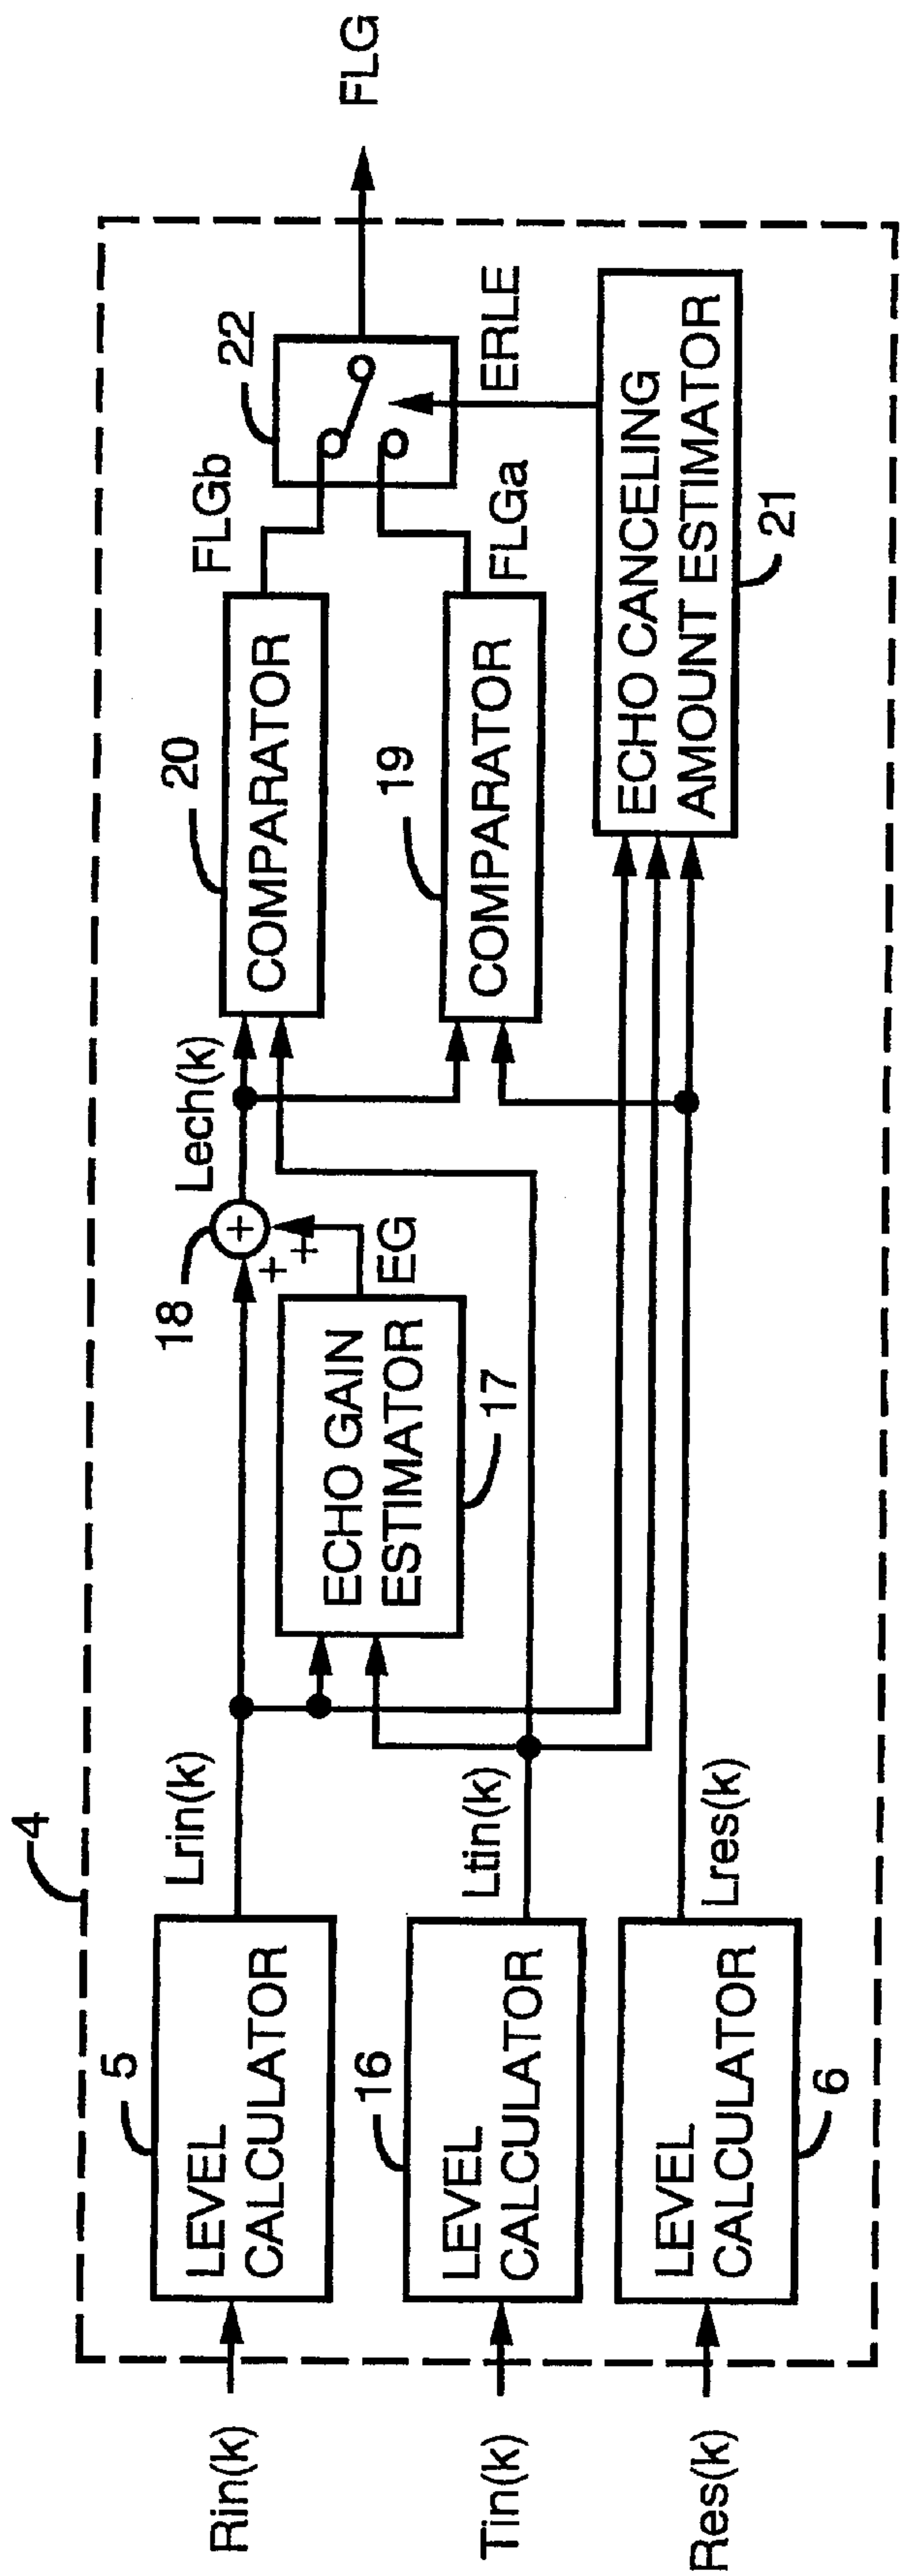 4
Rin(k)
5
LEVEL
CALCULATOR
Lrin(k)
18
+
+
+
Lech(k)
20
COMPARATOR
FLGb
22
FLG
ECHO GAIN
ESTIMATOR
17
EG
Tin(k)
16
LEVEL
CALCULATOR
Ltin(k)
19
COMPARATOR
FLGa
ERLE
Res(k)
LEVEL
CALCULATOR
6
Lres(k)
ECHO CANCELING
AMOUNT ESTIMATOR
21